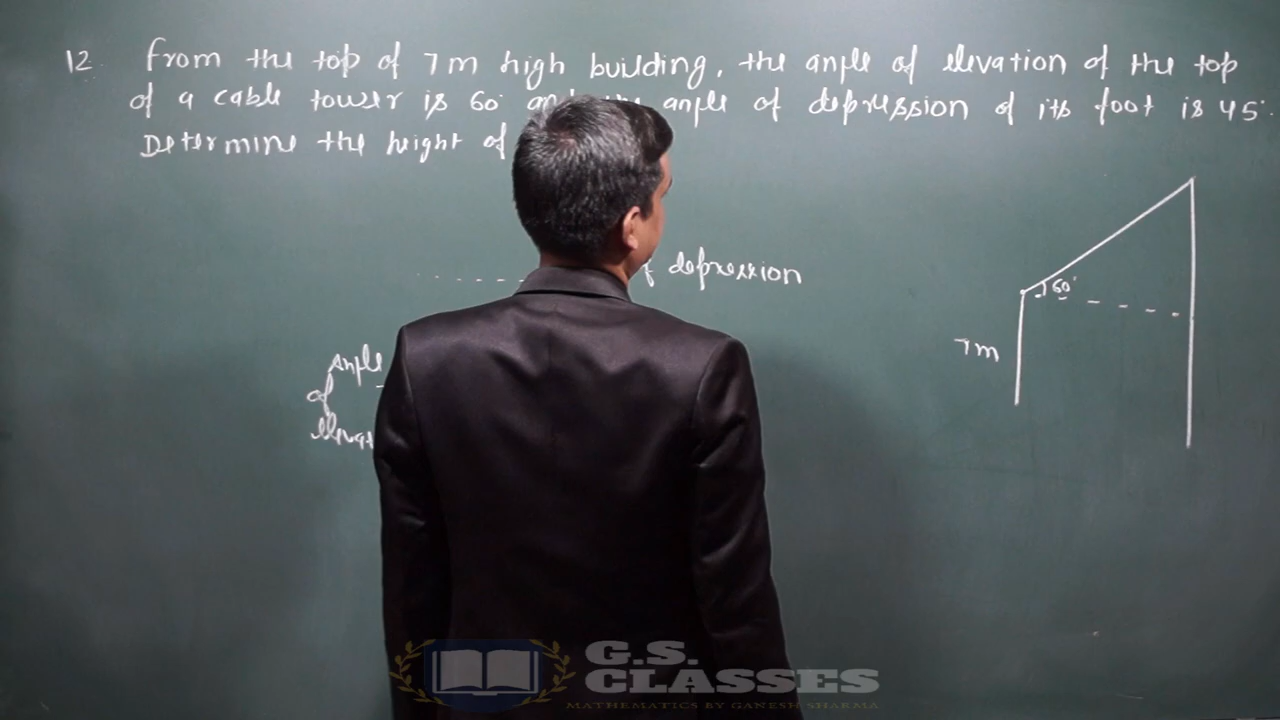 12. From the top of 7m high building, the angle of elevation of the top
of a cable tower is 60° and angle of depression of its foot is 45°.
Determine the height of
of depression
60°
7m
angle
of
G.S.
CLASSES
MATHEMATICS BY GANESH SHARMA